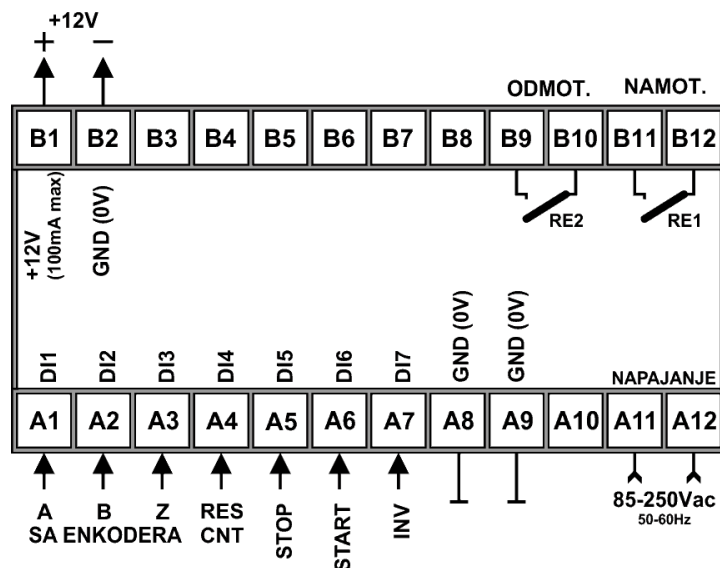 +12V
+ −
ODMOT. NAMOT.
B1 B2 B3 B4 B5 B6 B7 B8 B9 B10 B11 B12
+12V
(100mA max)
GND (0V)
RE2 RE1
DI1 DI2 DI3 DI4 DI5 DI6 DI7 GND (0V) GND (0V)
NAPAJANJE
A1 A2 A3 A4 A5 A6 A7 A8 A9 A10 A11 A12
A B Z RES
SA ENKODERA CNT
STOP
START
INV
85-250Vac
50-60Hz